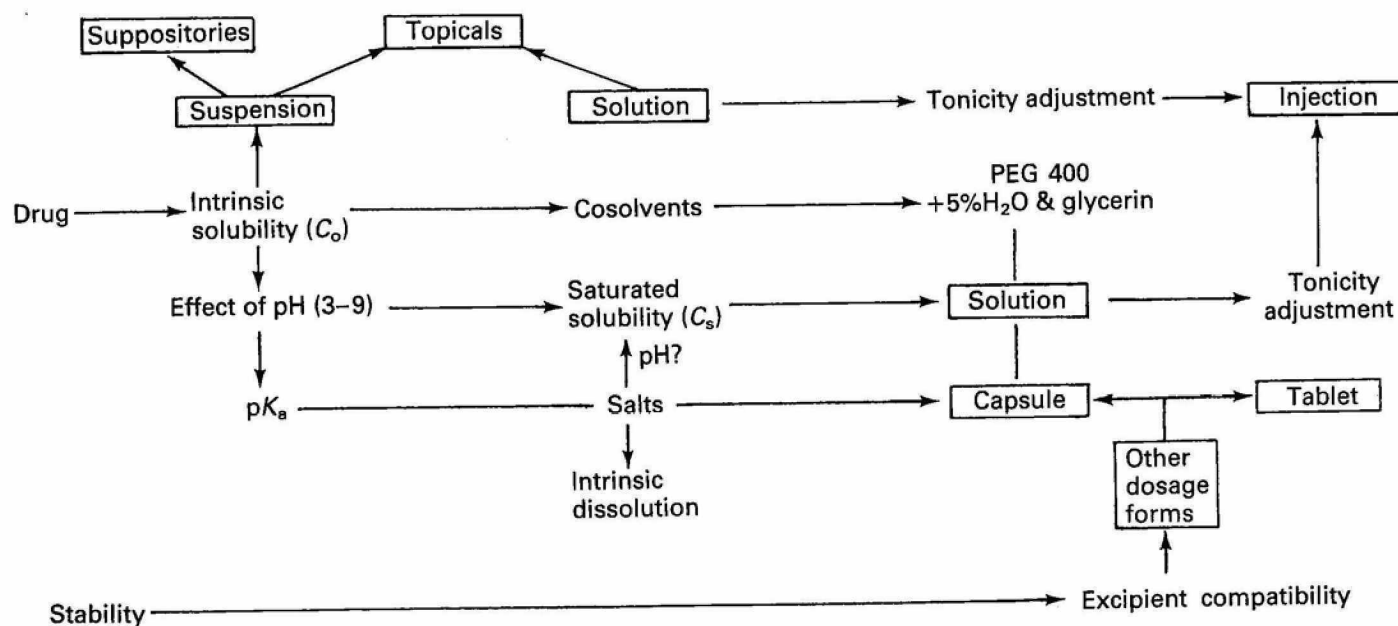 Suppositories
Topicals
Suspension
Solution
Tonicity adjustment
Injection
Drug
Intrinsic
solubility (Cₒ)
Cosolvents
PEG 400
+5%H₂O & glycerin
Effect of pH (3–9)
Saturated
solubility (Cₛ)
Solution
Tonicity
adjustment
pH?
pKₐ
Salts
Capsule
Tablet
Intrinsic
dissolution
Other
dosage
forms
Stability
Excipient compatibility